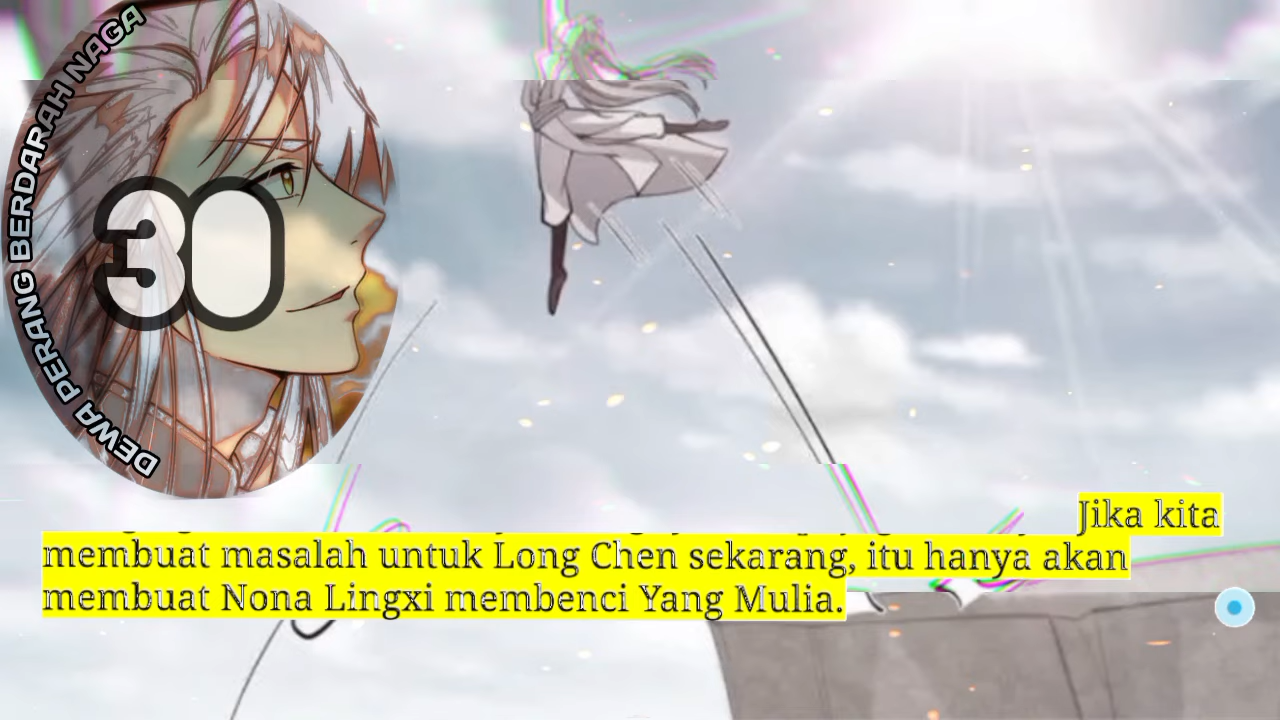 DEWA PERANG BERDARAH NAGA
30
Jika kita
membuat masalah untuk Long Chen sekarang, itu hanya akan
membuat Nona Lingxi membenci Yang Mulia.